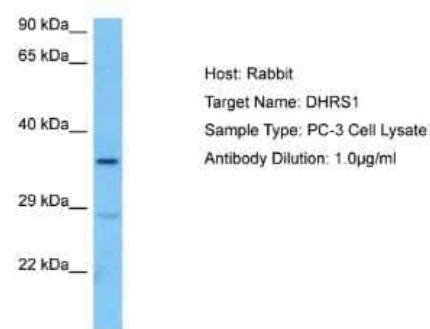 90 kDa
65 kDa
Host: Rabbit
Target Name: DHRS1
40 kDa
Sample Type: PC-3 Cell Lysate
Antibody Dilution: 1.0µg/ml
29 kDa
22 kDa